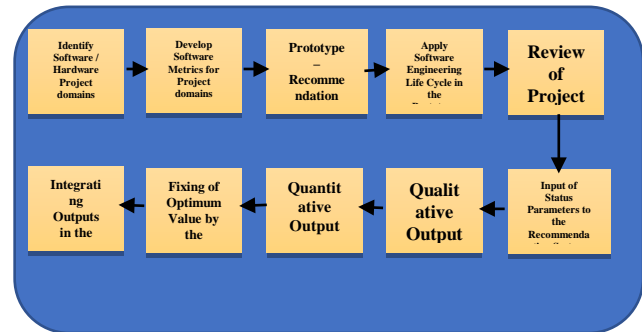 Identify
Software /
Hardware
Project
domains
Develop
Software
Metrics for
Project
domains
Prototype
–
Recomme
ndation
Apply
Software
Engineering
Life Cycle in
the
Review
of
Project
Input of
Status
Parameters to
the
Recommenda
Qualit
ative
Output
Quantit
ative
Output
Fixing of
Optimum
Value by
the
Integrati
ng
Outputs
in the